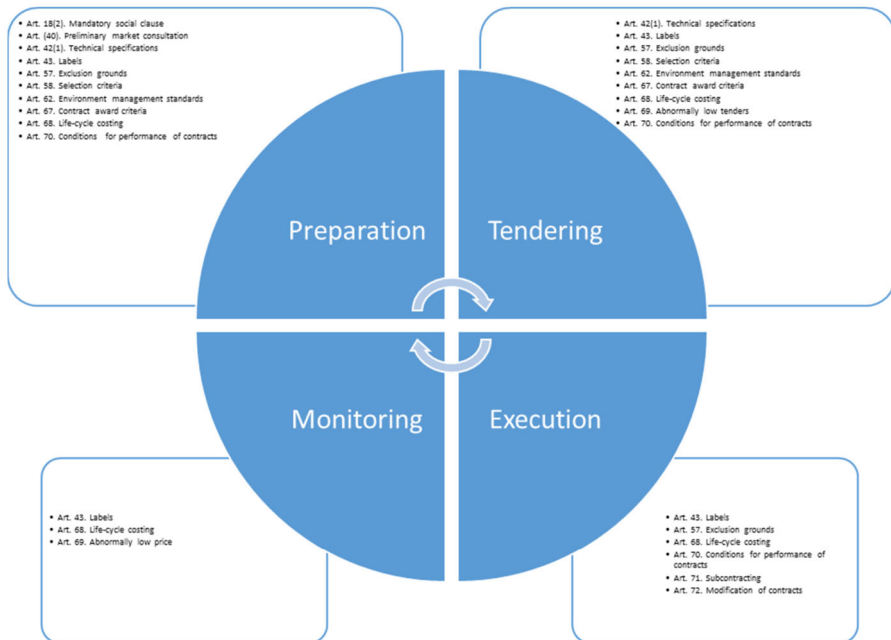 • Art. 18(2). Mandatory social clause
• Art. (40). Preliminary market consultation
• Art. 42(1). Technical specifications
• Art. 43. Labels
• Art. 57. Exclusion grounds
• Art. 58. Selection criteria
• Art. 62. Environment management standards
• Art. 67. Contract award criteria
• Art. 68. Life-cycle costing
• Art. 70. Conditions for performance of contracts
• Art. 42(1). Technical specifications
• Art. 43. Labels
• Art. 57. Exclusion grounds
• Art. 58. Selection criteria
• Art. 62. Environment management standards
• Art. 67. Contract award criteria
• Art. 68. Life-cycle costing
• Art. 69. Abnormally low tenders
• Art. 70. Conditions for performance of contracts
Preparation
Tendering
Monitoring
Execution
• Art. 43. Labels
• Art. 68. Life-cycle costing
• Art. 69. Abnormally low price
• Art. 43. Labels
• Art. 57. Exclusion grounds
• Art. 68. Life-cycle costing
• Art. 70. Conditions for performance of
contracts
• Art. 71. Subcontracting
• Art. 72. Modification of contracts